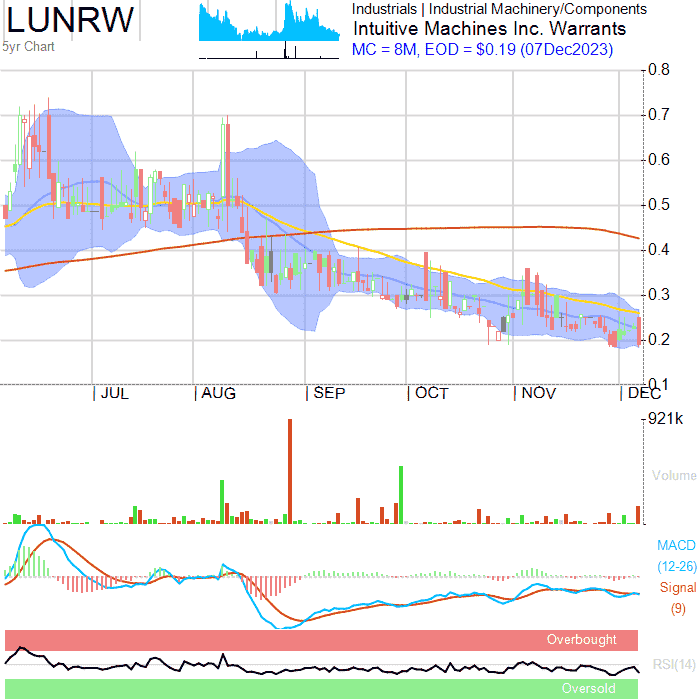 LUNRW
5yr Chart
Industrials | Industrial Machinery/Components
Intuitive Machines Inc. Warrants
MC = 8M, EOD = $0.19 (07Dec2023)
0.8
0.7
0.6
0.5
0.4
0.3
0.2
0.1
JUL AUG SEP OCT NOV DEC
921k
Volume
MACD
(12-26)
Signal
(9)
Overbought
RSI(14)
Oversold